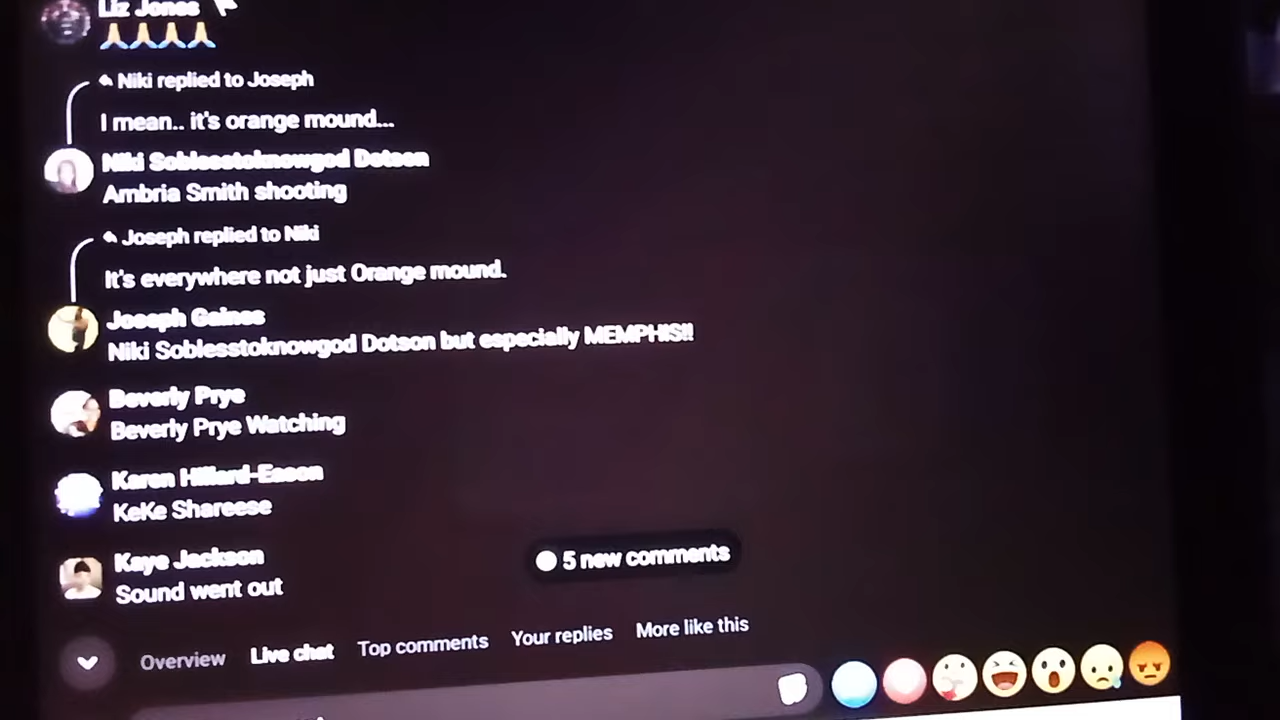 Liz Jones
🙏🙏🙏🙏
Niki replied to Joseph
I mean.. it's orange mound...
Niki Soblesstoknowgod Dotson
Ambria Smith shooting
Joseph replied to Niki
It's everywhere not just Orange mound.
Joseph Gaines
Niki Soblesstoknowgod Dotson but especially MEMPHIS!!
Beverly Prye
Beverly Prye Watching
Karen Hillard-Eason
KeKe Shareese
Kaye Jackson
Sound went out
5 new comments
Overview Live chat Top comments Your replies More like this